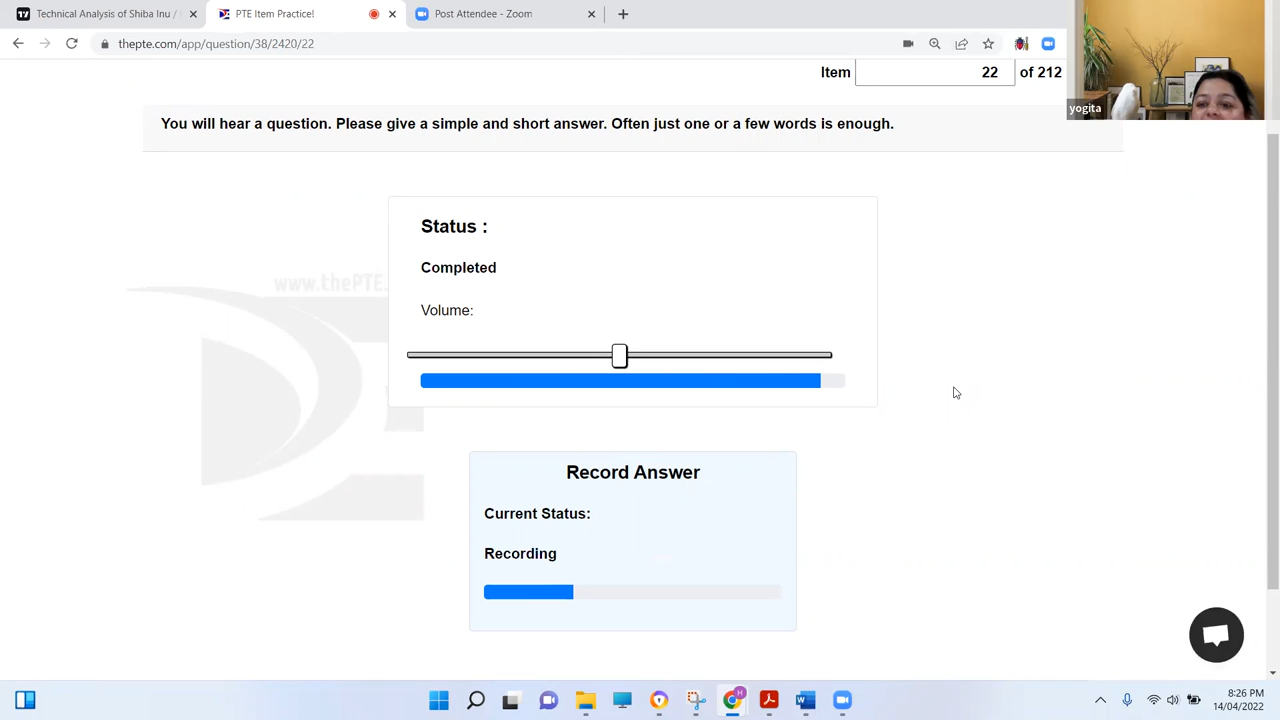 Technical Analysis of Shiba Inu /
PTE Item Practice!
Post Attendee - Zoom
thepte.com/app/question/38/2420/22
yogita
Item 22 of 212
You will hear a question. Please give a simple and short answer. Often just one or a few words is enough.
www.thePTE.
Status :
Completed
Volume:
Record Answer
Current Status:
Recording
8:26 PM
14/04/2022